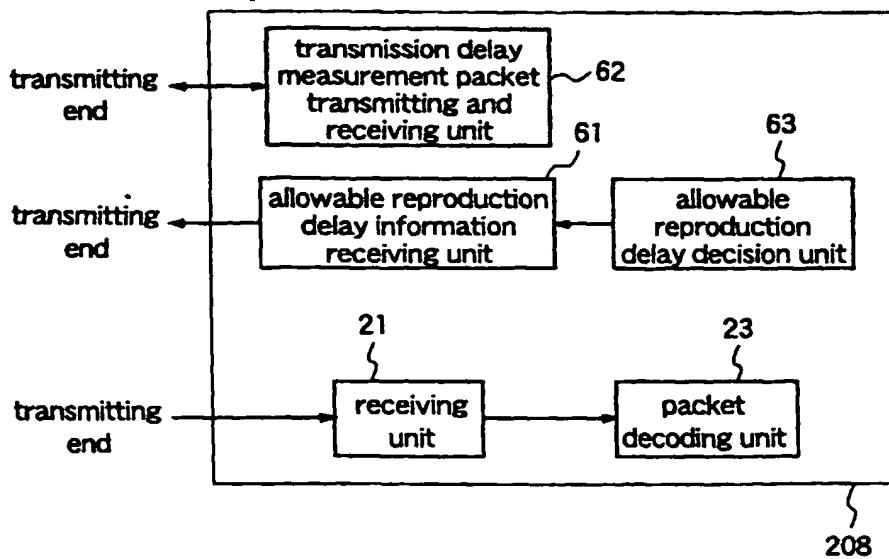 transmitting
end
transmission delay
measurement packet
transmitting and
receiving unit
62
61
63
transmitting
end
allowable reproduction
delay information
receiving unit
allowable
reproduction
delay decision unit
21
23
transmitting
end
receiving
unit
packet
decoding unit
208